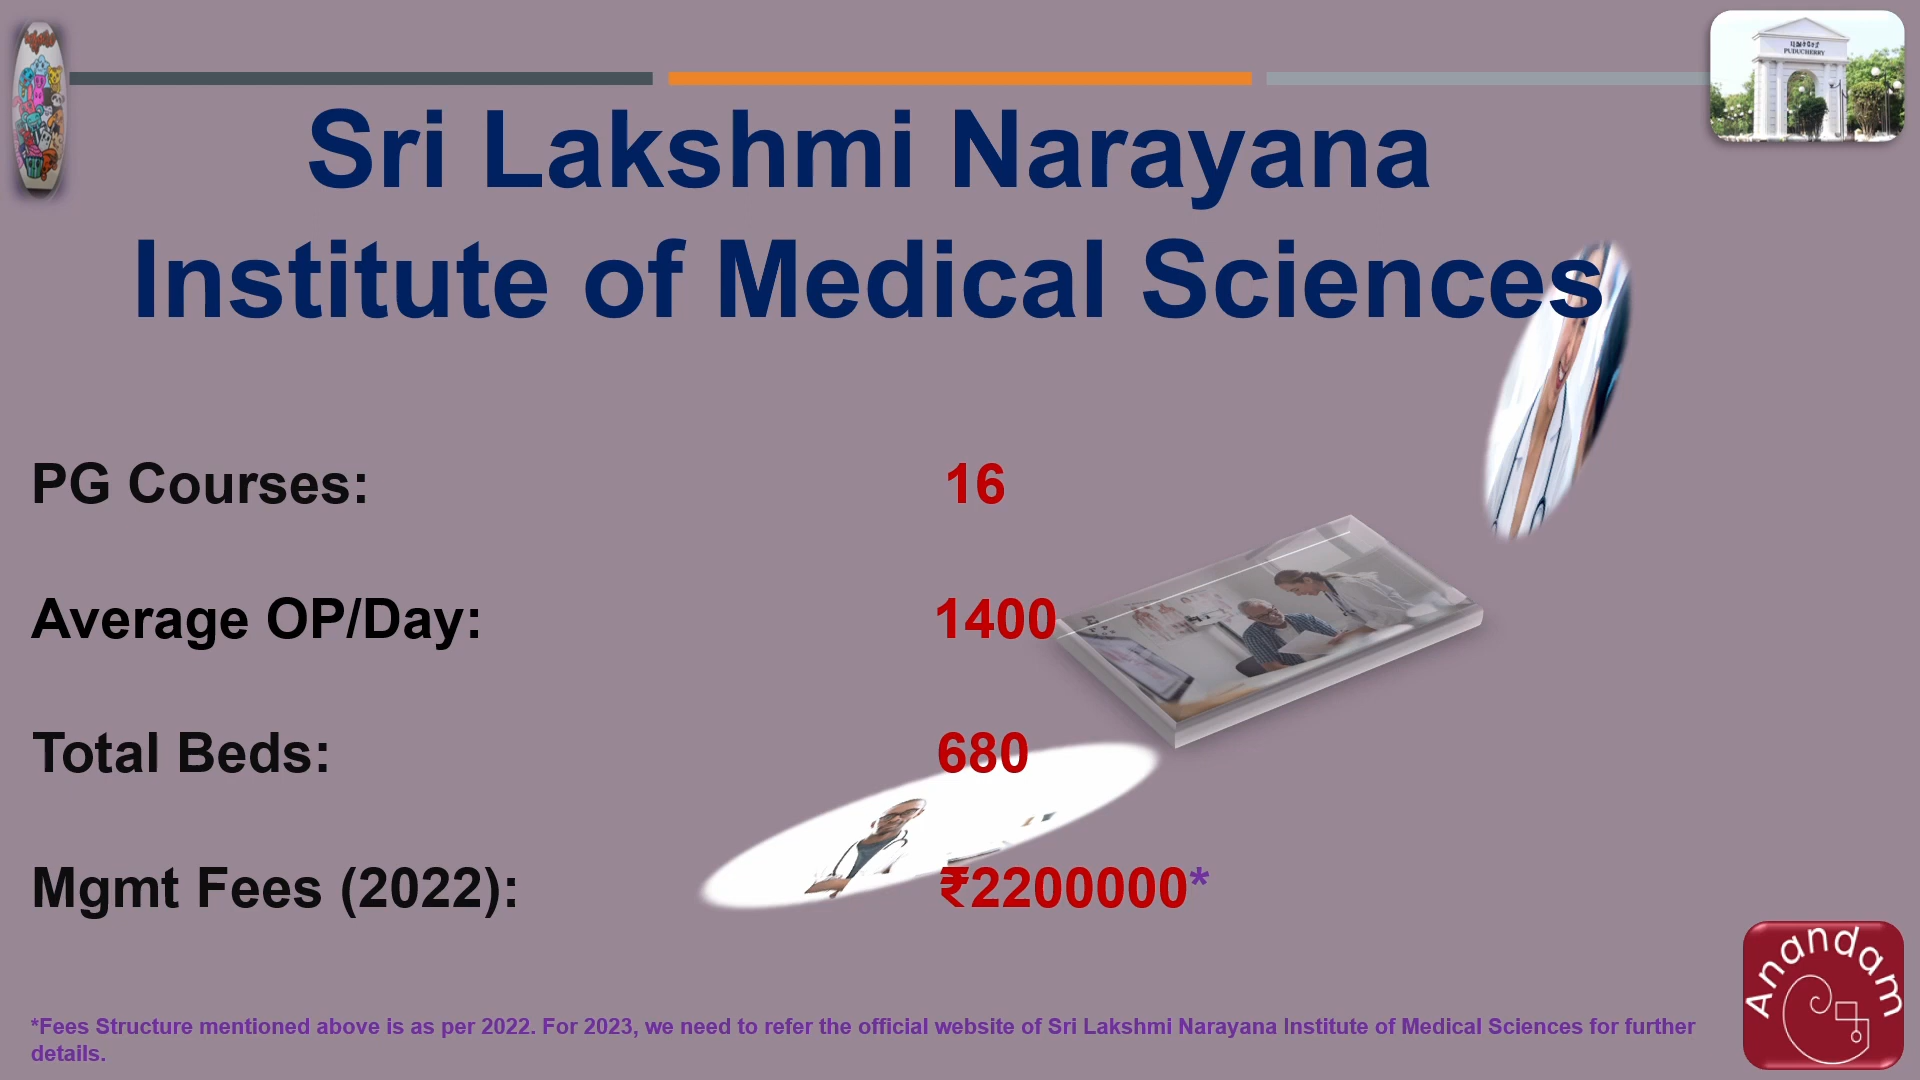 புதுச்சேரி
PUDUCHERRY
Sri Lakshmi Narayana
Institute of Medical Sciences
PG Courses: 16
Average OP/Day: 1400
Total Beds: 680
Mgmt Fees (2022): ₹2200000*
Anandam
*Fees Structure mentioned above is as per 2022. For 2023, we need to refer the official website of Sri Lakshmi Narayana Institute of Medical Sciences for further
details.